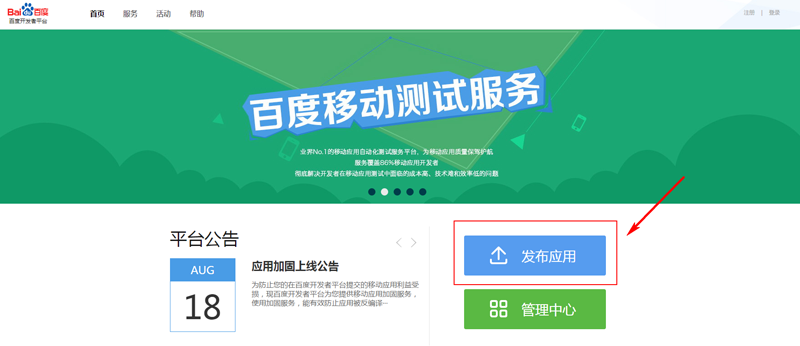 Bai du 百度
百度开发者平台
首页 服务 活动 帮助
注册 | 登录
百度移动测试服务
业界No.1的移动应用自动化测试服务平台，为移动应用质量保驾护航
服务覆盖86%移动应用开发者
彻底解决开发者在移动应用测试中面临的成本高、技术难和效率低的问题
平台公告
AUG
18
应用加固上线公告
为防止您的在百度开发者平台提交的移动应用利益受
损，现百度开发者平台为您提供移动应用加固服务，
使用加固服务，能有效防止应用被反编译···
发布应用
管理中心